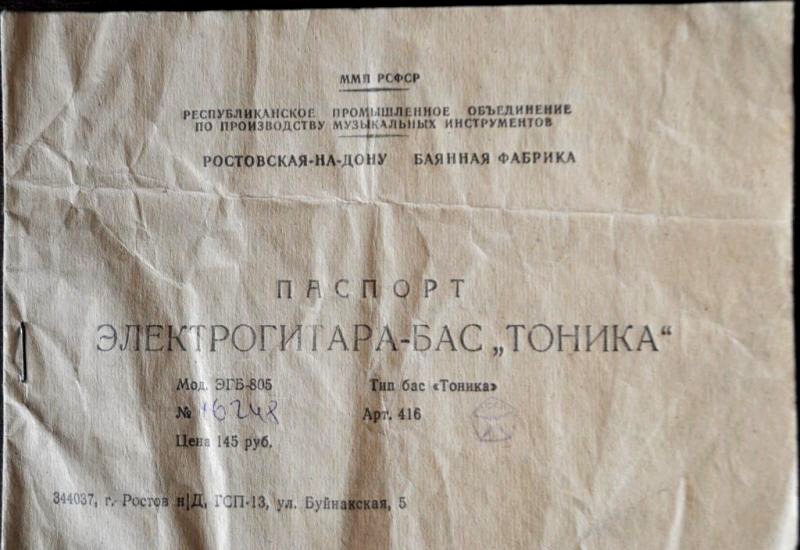 ММП РСФСР
РЕСПУБЛИКАНСКОЕ ПРОМЫШЛЕННОЕ ОБЪЕДИНЕНИЕ
ПО ПРОИЗВОДСТВУ МУЗЫКАЛЬНЫХ ИНСТРУМЕНТОВ
РОСТОВСКАЯ-НА-ДОНУ БАЯННАЯ ФАБРИКА
ПАСПОРТ
ЭЛЕКТРОГИТАРА-БАС „ТОНИКА“
Мод. ЭГБ-805 Тип бас «Тоника»
№ 16248 Арт. 416
Цена 145 руб.
344037, г. Ростов н|Д, ГСП-13, ул. Буйнакская, 5